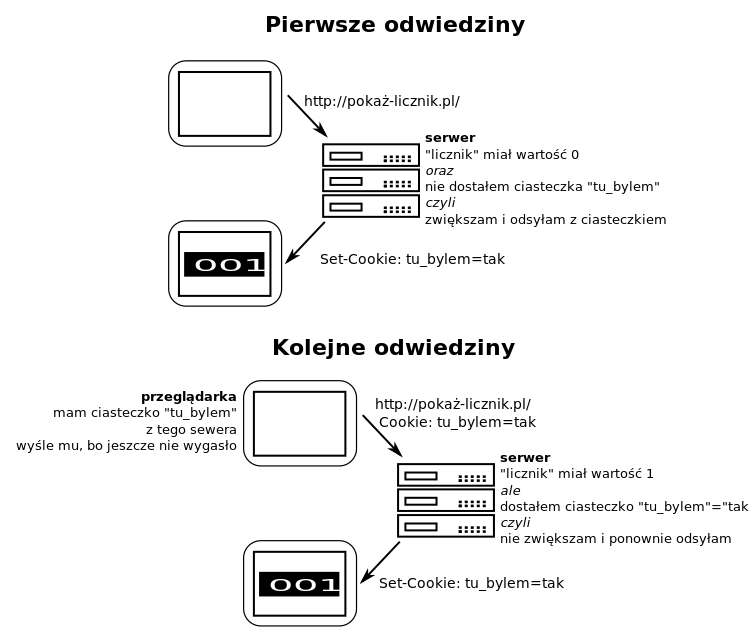 Pierwsze odwiedziny
http://pokaż-licznik.pl/
serwer
"licznik" miał wartość 0
oraz
nie dostałem ciasteczka "tu_bylem"
czyli
zwiększam i odsyłam z ciasteczkiem
001
Set-Cookie: tu_bylem=tak
Kolejne odwiedziny
przeglądarka
mam ciasteczko "tu_bylem"
z tego sewera
wyśle mu, bo jeszcze nie wygasło
http://pokaż-licznik.pl/
Cookie: tu_bylem=tak
serwer
"licznik" miał wartość 1
ale
dostałem ciasteczko "tu_bylem"="tak
czyli
nie zwiększam i ponownie odsyłam
001
Set-Cookie: tu_bylem=tak